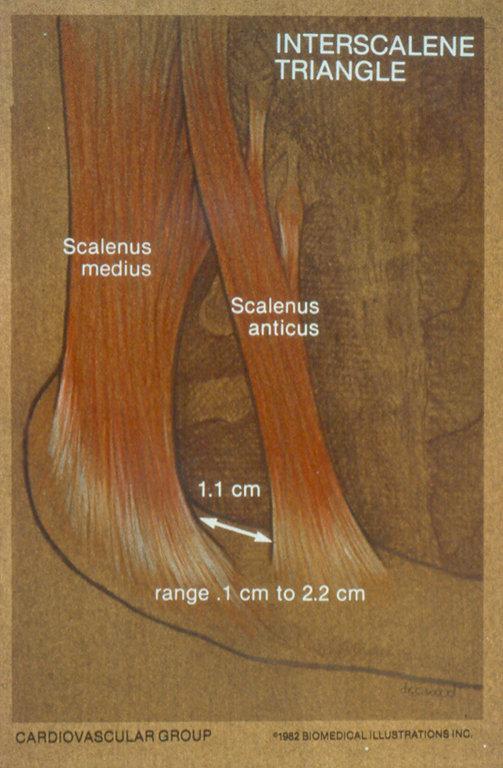 INTERSCALENE
TRIANGLE
Scalenus
medius
Scalenus
anticus
1.1 cm
range .1 cm to 2.2 cm
CARDIOVASCULAR GROUP
©1982 BIOMEDICAL ILLUSTRATIONS INC.